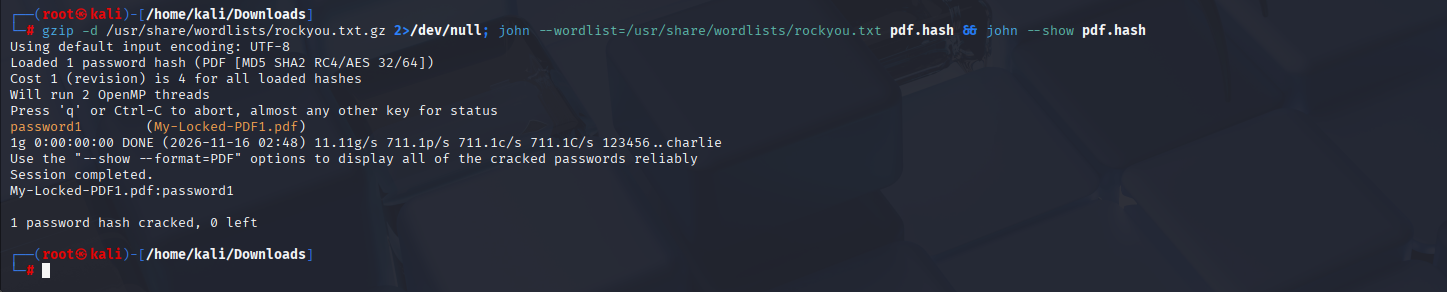 ┌──(root㉿kali)-[/home/kali/Downloads]
└─# gzip -d /usr/share/wordlists/rockyou.txt.gz 2>/dev/null; john --wordlist=/usr/share/wordlists/rockyou.txt pdf.hash && john --show pdf.hash
Using default input encoding: UTF-8
Loaded 1 password hash (PDF [MD5 SHA2 RC4/AES 32/64])
Cost 1 (revision) is 4 for all loaded hashes
Will run 2 OpenMP threads
Press 'q' or Ctrl-C to abort, almost any other key for status
password1        (My-Locked-PDF1.pdf)
1g 0:00:00:00 DONE (2026-11-16 02:48) 11.11g/s 711.1p/s 711.1c/s 711.1C/s 123456..charlie
Use the "--show --format=PDF" options to display all of the cracked passwords reliably
Session completed.
My-Locked-PDF1.pdf:password1
1 password hash cracked, 0 left
┌──(root㉿kali)-[/home/kali/Downloads]
└─#